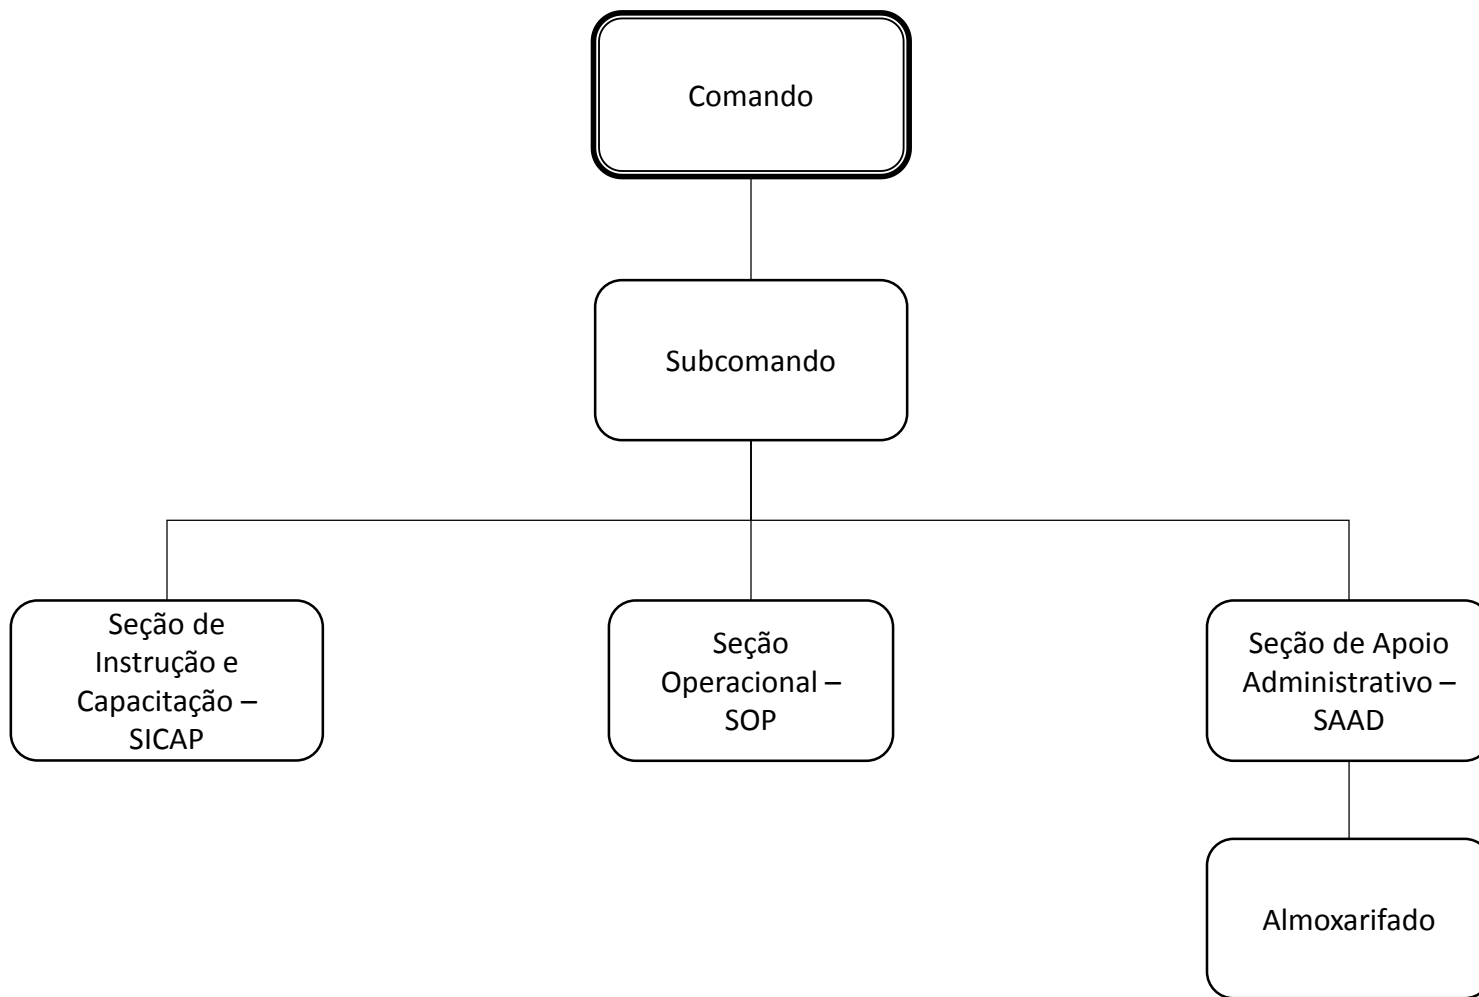 Comando
Subcomando
Seção de
Instrução e
Capacitação –
SICAP
Seção
Operacional –
SOP
Seção de Apoio
Administrativo –
SAAD
Almoxarifado